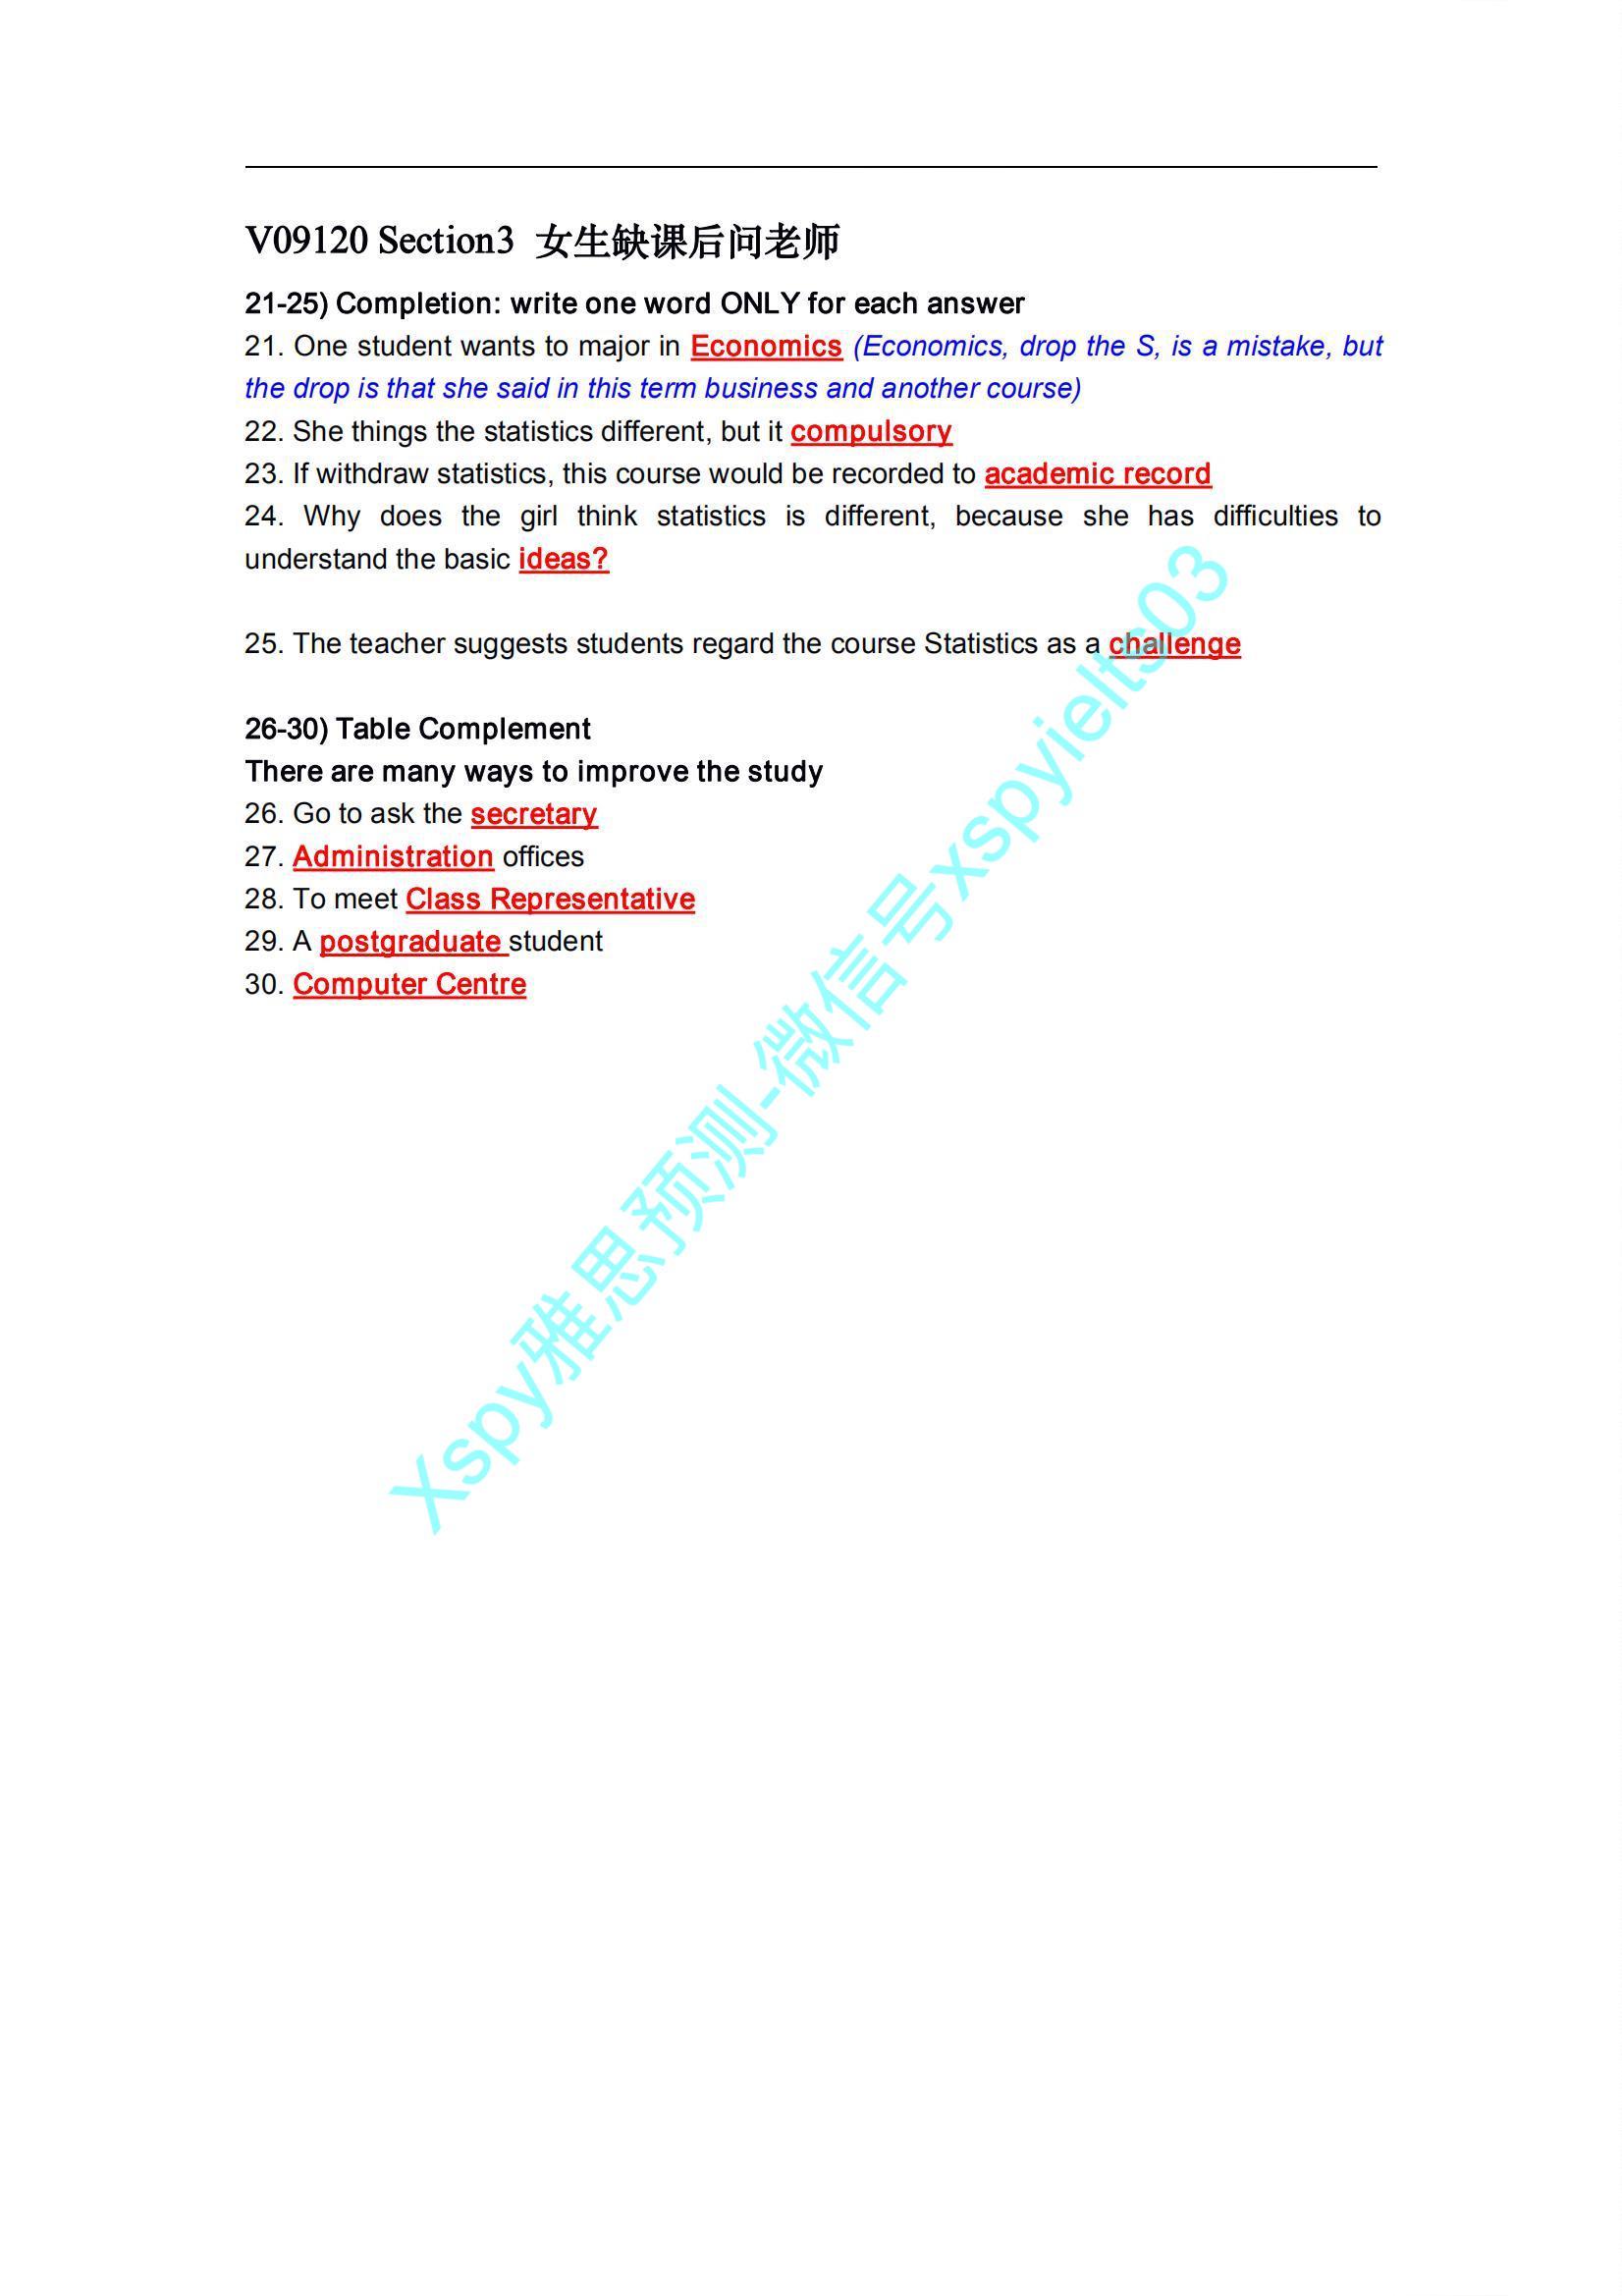 V09120 Section3 女生缺课后问老师
21-25) Completion: write one word ONLY for each answer
21. One student wants to major in Economics (Economics, drop the S, is a mistake, but
the drop is that she said in this term business and another course)
22. She things the statistics different, but it compulsory
23. If withdraw statistics, this course would be recorded to academic record
24. Why does the girl think statistics is different, because she has difficulties to
understand the basic ideas?
25. The teacher suggests students regard the course Statistics as a challenge
26-30) Table Complement
There are many ways to improve the study
26. Go to ask the secretary
27. Administration offices
28. To meet Class Representative
29. A postgraduate student
30. Computer Centre
Xspy雅思预测-微信号xspyielts03